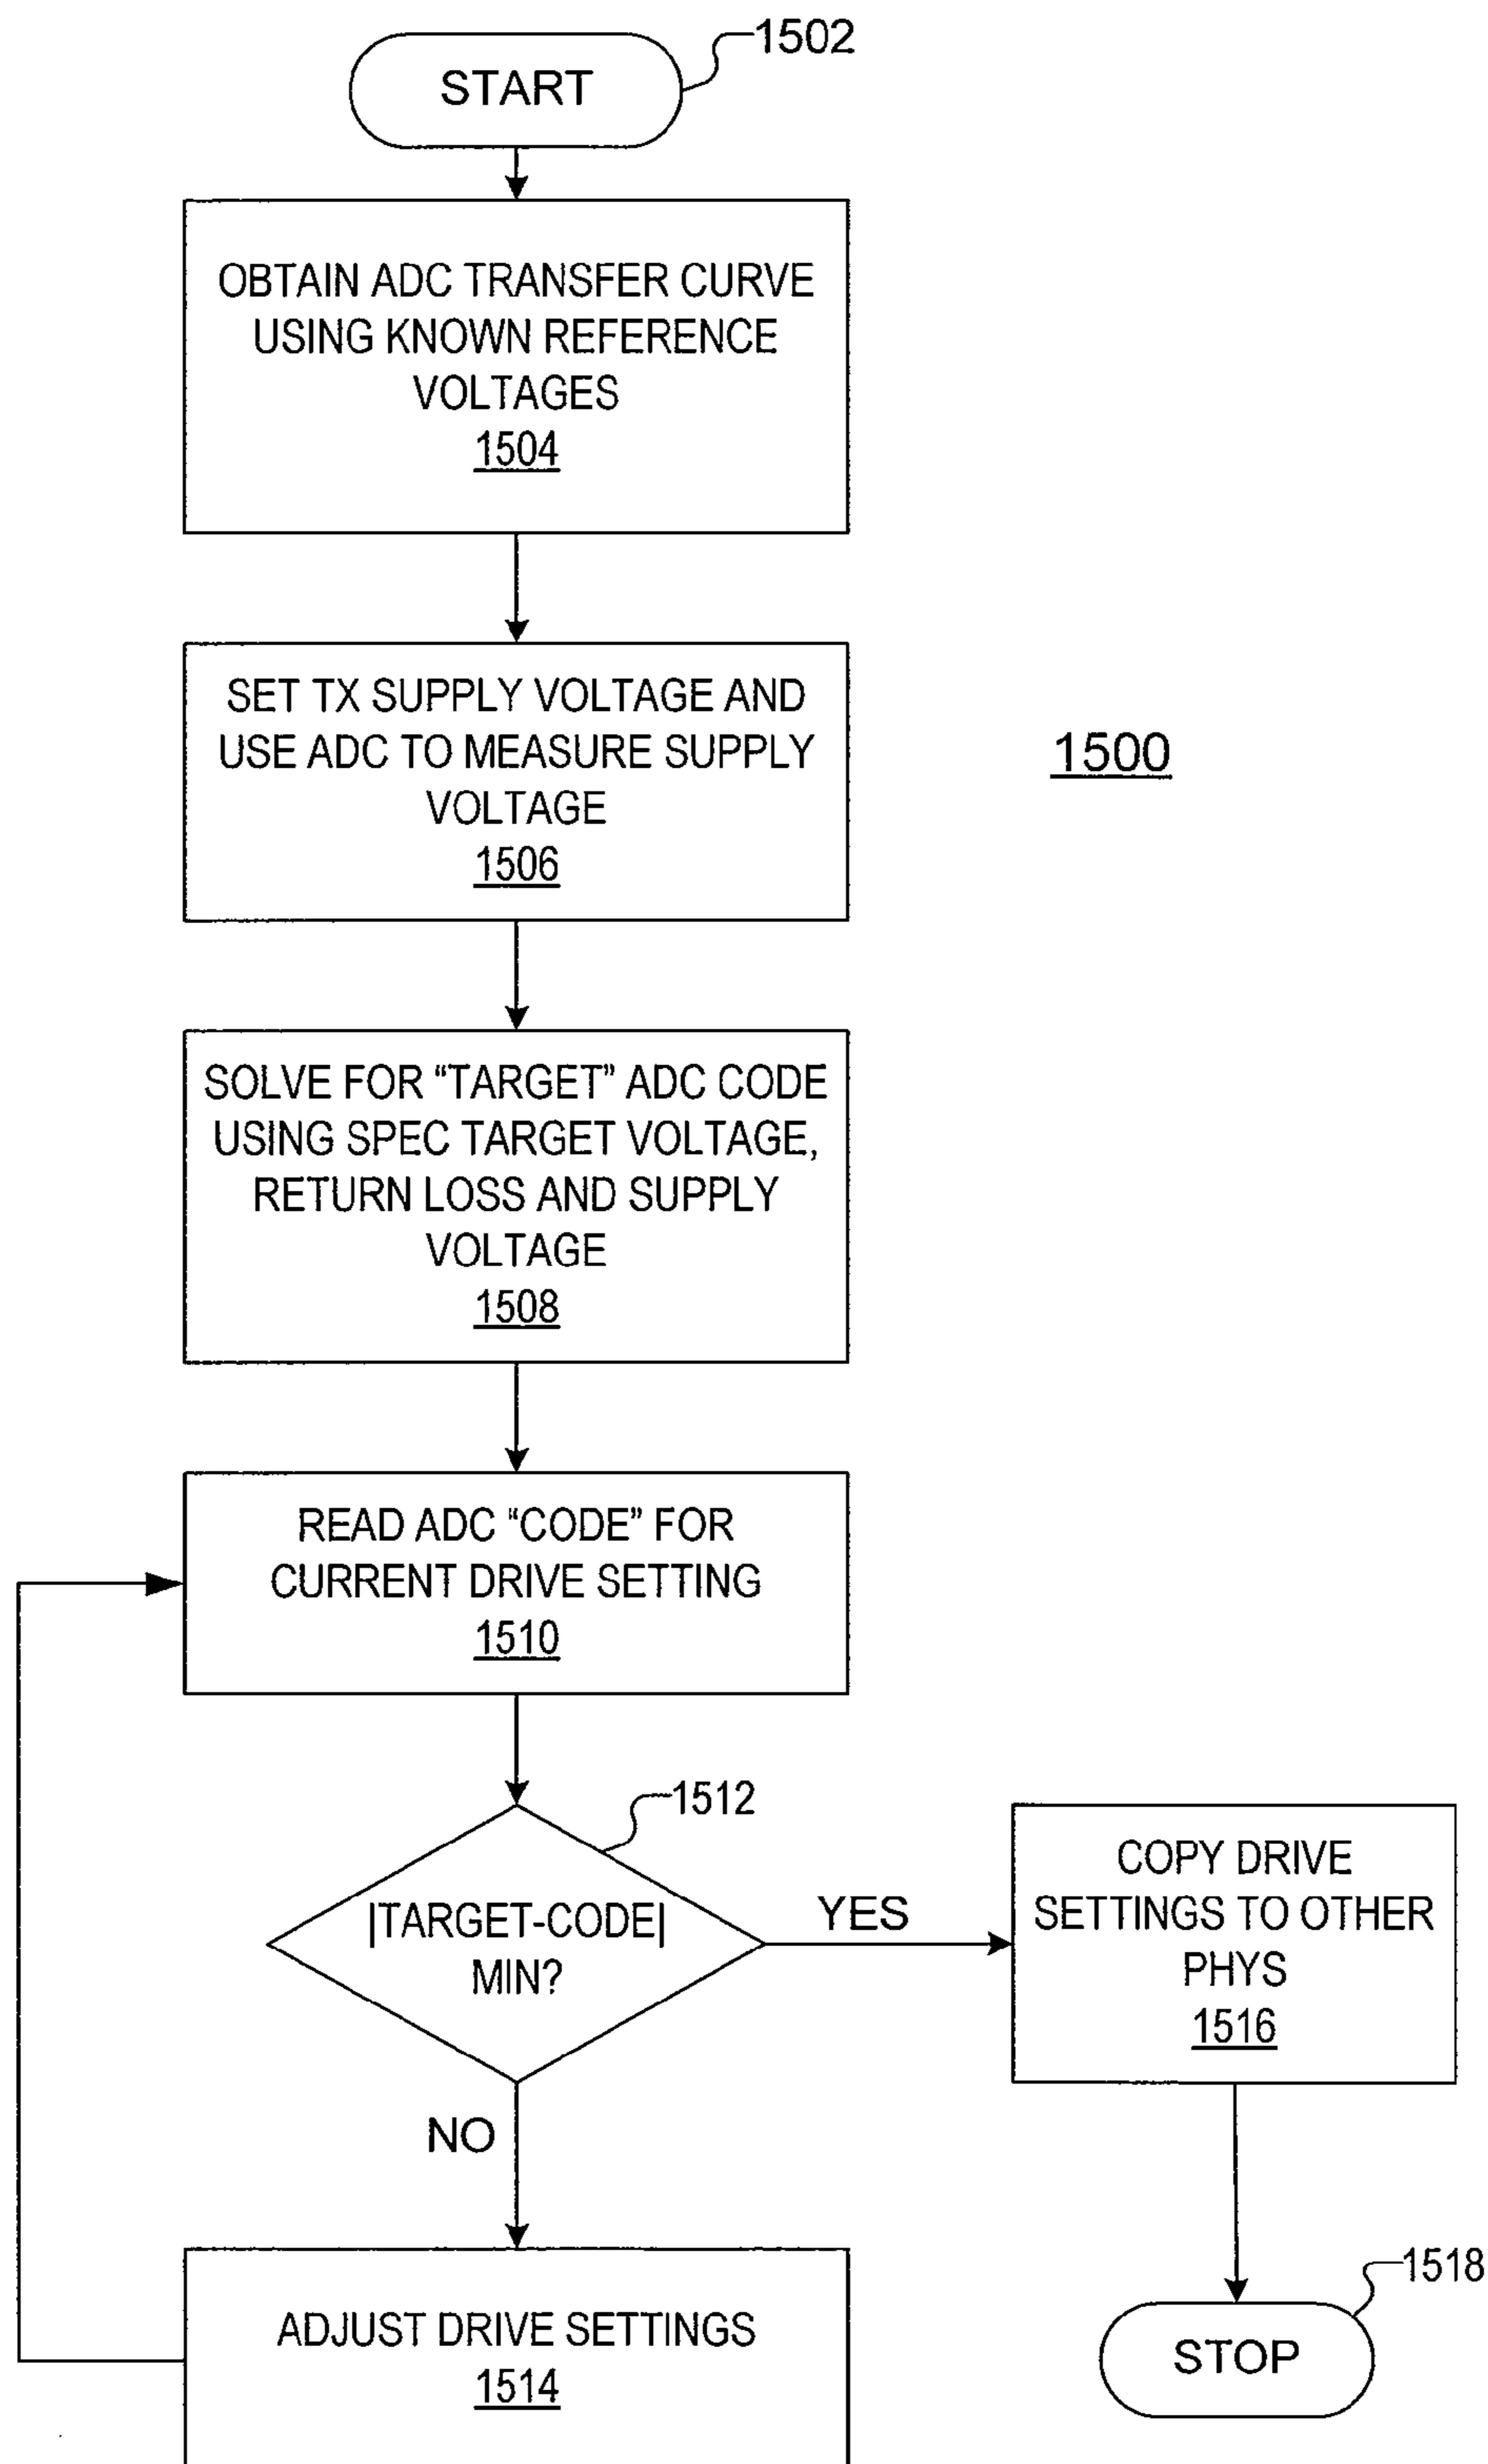 1502
START
OBTAIN ADC TRANSFER CURVE
USING KNOWN REFERENCE
VOLTAGES
1504
SET TX SUPPLY VOLTAGE AND
USE ADC TO MEASURE SUPPLY
VOLTAGE
1506
1500
SOLVE FOR “TARGET” ADC CODE
USING SPEC TARGET VOLTAGE,
RETURN LOSS AND SUPPLY
VOLTAGE
1508
READ ADC “CODE” FOR
CURRENT DRIVE SETTING
1510
1512
|TARGET-CODE|
MIN?
YES
NO
COPY DRIVE
SETTINGS TO OTHER
PHYS
1516
ADJUST DRIVE SETTINGS
1514
1518
STOP